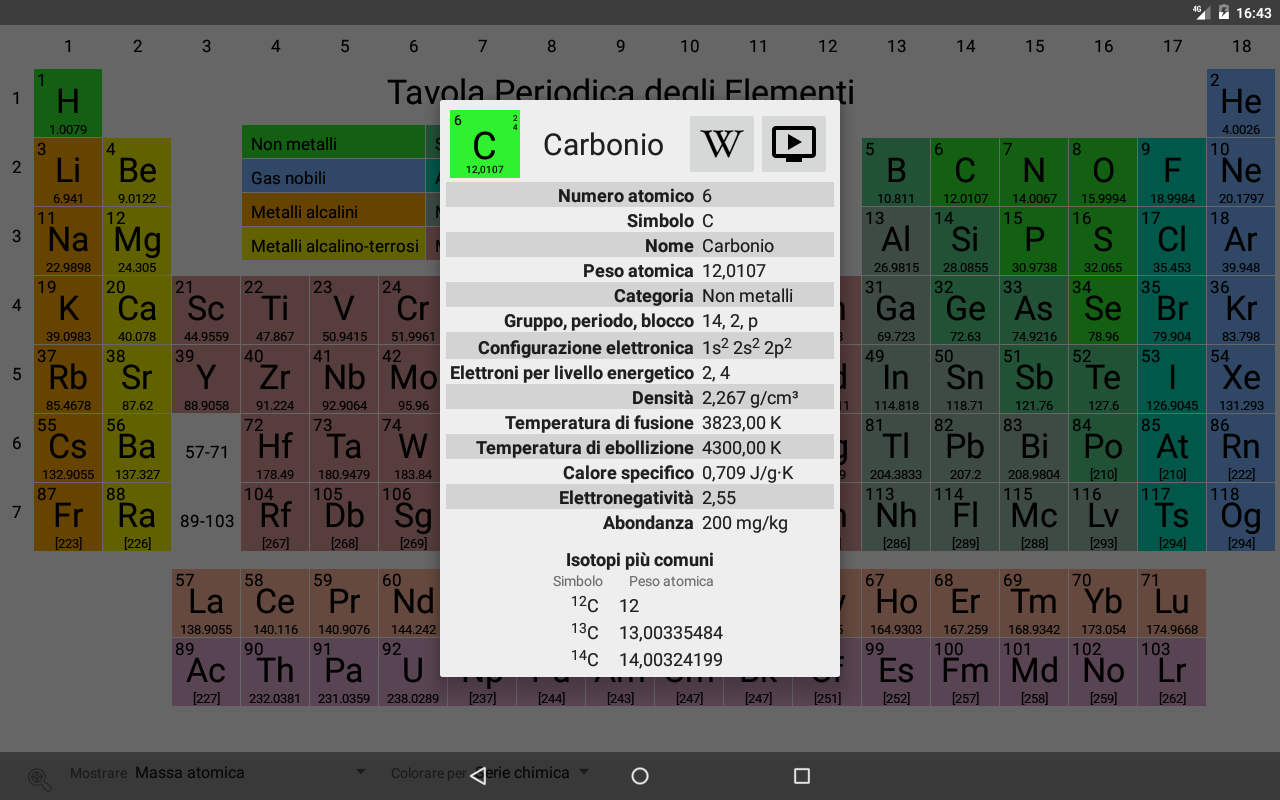 4G 16:43
1 2 3 4 5 6 7 8 9 10 11 12 13 14 15 16 17 18
Tavola Periodica degli Elementi
1
1 H 1.0079
2 He 4.0026
Non metalli
Gas nobili
Metalli alcalini
Metalli alcalino-terrosi
2
3 Li 6.941
4 Be 9.0122
5 B 10.811
6 C 12.0107
7 N 14.0067
8 O 15.9994
9 F 18.9984
10 Ne 20.1797
3
11 Na 22.9898
12 Mg 24.305
13 Al 26.9815
14 Si 28.0855
15 P 30.9738
16 S 32.065
17 Cl 35.453
18 Ar 39.948
4
19 K 39.0983
20 Ca 40.078
21 Sc 44.9559
22 Ti 47.867
23 V 50.9415
24 Cr 51.9961
31 Ga 69.723
32 Ge 72.63
33 As 74.9216
34 Se 78.96
35 Br 79.904
36 Kr 83.798
5
37 Rb 85.4678
38 Sr 87.62
39 Y 88.9058
40 Zr 91.224
41 Nb 92.9064
42 Mo 95.96
49 In 114.818
50 Sn 118.71
51 Sb 121.76
52 Te 127.6
53 I 126.9045
54 Xe 131.293
6
55 Cs 132.9055
56 Ba 137.327
57-71
72 Hf 178.49
73 Ta 180.9479
74 W 183.84
81 Tl 204.3833
82 Pb 207.2
83 Bi 208.9804
84 Po [210]
85 At [210]
86 Rn [222]
7
87 Fr [223]
88 Ra [226]
89-103
104 Rf [267]
105 Db [268]
106 Sg [269]
113 Nh [286]
114 Fl [289]
115 Mc [288]
116 Lv [293]
117 Ts [294]
118 Og [294]
57 La 138.9055
58 Ce 140.116
59 Pr 140.9076
60 Nd 144.242
67 Ho 164.9303
68 Er 167.259
69 Tm 168.9342
70 Yb 173.054
71 Lu 174.9668
89 Ac [227]
90 Th 232.0381
91 Pa 231.0359
92 U 238.0289
[237]
[244]
[243]
[247]
[247]
[251]
99 Es [252]
100 Fm [257]
101 Md [258]
102 No [259]
103 Lr [262]
6 C 12,0107 2 4
Carbonio
W
Numero atomico 6
Simbolo C
Nome Carbonio
Peso atomica 12,0107
Categoria Non metalli
Gruppo, periodo, blocco 14, 2, p
Configurazione elettronica 1s² 2s² 2p²
Elettroni per livello energetico 2, 4
Densità 2,267 g/cm³
Temperatura di fusione 3823,00 K
Temperatura di ebollizione 4300,00 K
Calore specifico 0,709 J/g·K
Elettronegatività 2,55
Abondanza 200 mg/kg
Isotopi più comuni
Simbolo Peso atomica
¹²C 12
¹³C 13,00335484
¹⁴C 14,00324199
Mostrare Massa atomica Colorare per Serie chimica